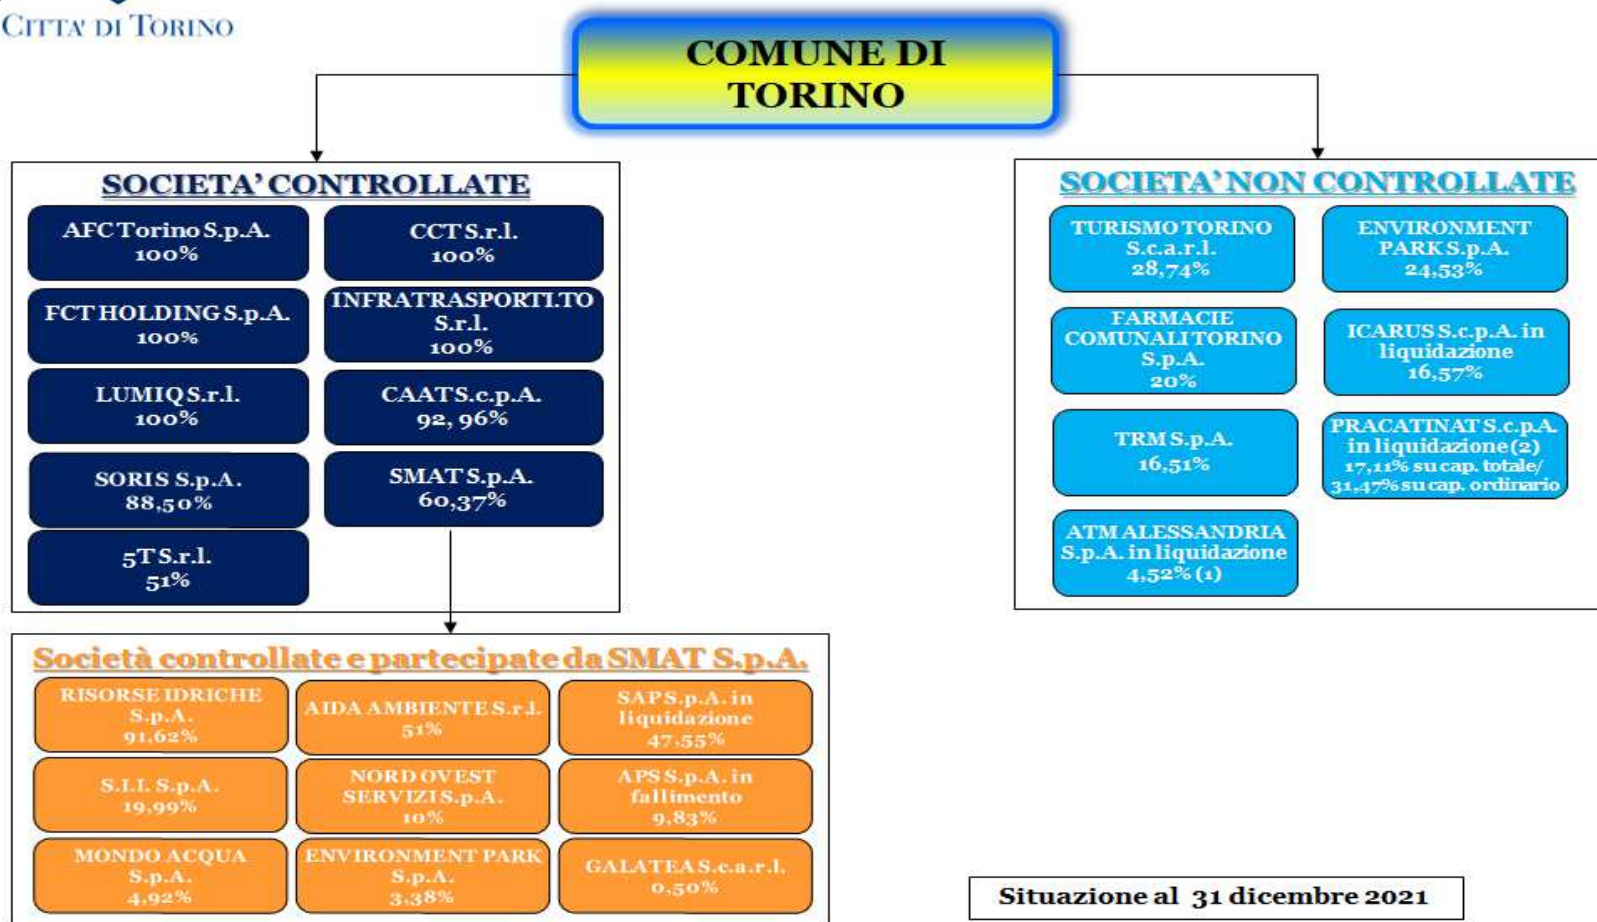 CITTA' DI TORINO
COMUNE DI
TORINO
SOCIETA' CONTROLLATE
AFC Torino S.p.A.
100%
CCT S.r.l.
100%
FCT HOLDING S.p.A.
100%
INFRATRASPORTI.TO
S.r.l.
100%
LUMIQ S.r.l.
100%
CAAT S.c.p.A.
92, 96%
SORIS S.p.A.
88,50%
SMAT S.p.A.
60,37%
5T S.r.l.
51%
SOCIETA' NON CONTROLLATE
TURISMO TORINO
S.c.a.r.l.
28,74%
ENVIRONMENT
PARK S.p.A.
24,53%
FARMACIE
COMUNALI TORINO
S.p.A.
20%
ICARUS S.c.p.A. in
liquidazione
16,57%
TRM S.p.A.
16,51%
PRACATINAT S.c.p.A.
in liquidazione (2)
17,11% su cap. totale/
31,47% su cap. ordinario
ATM ALESSANDRIA
S.p.A. in liquidazione
4,52% (1)
Società controllate e partecipate da SMAT S.p.A.
RISORSE IDRICHE
S.p.A.
91,62%
AIDA AMBIENTE S.r.l.
51%
SAP S.p.A. in
liquidazione
47,55%
S.I.I. S.p.A.
19,99%
NORD OVEST
SERVIZI S.p.A.
10%
APS S.p.A. in
fallimento
9,83%
MONDO ACQUA
S.p.A.
4,92%
ENVIRONMENT PARK
S.p.A.
3,38%
GALATEA S.c.a.r.l.
0,50%
Situazione al 31 dicembre 2021